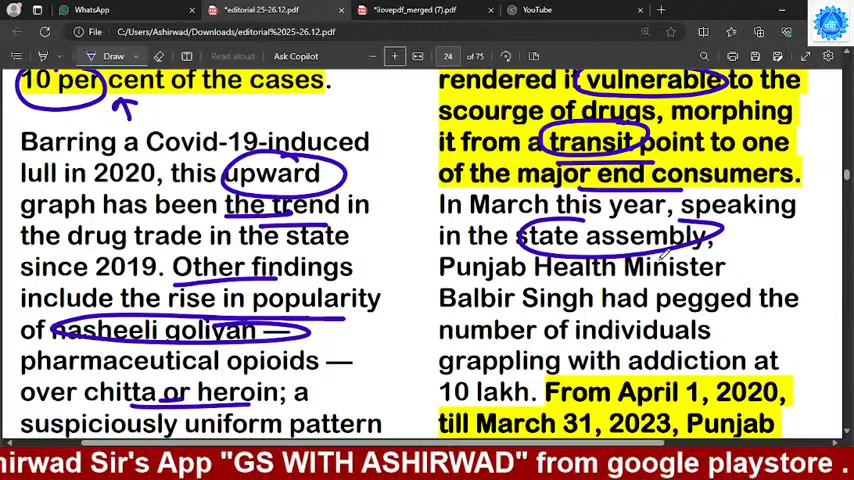 WhatsApp
*editorial 25-26.12.pdf
*ilovepdf_merged (7).pdf
YouTube
File
C:/Users/Ashirwad/Downloads/editorial%2025-26.12.pdf
Draw
Read aloud
Ask Copilot
24
of 75
10 per cent of the cases.
Barring a Covid-19-induced
lull in 2020, this upward
graph has been the trend in
the drug trade in the state
since 2019. Other findings
include the rise in popularity
of nasheeli goliyan —
pharmaceutical opioids —
over chitta or heroin; a
suspiciously uniform pattern
rendered it vulnerable to the
scourge of drugs, morphing
it from a transit point to one
of the major end consumers.
In March this year, speaking
in the state assembly,
Punjab Health Minister
Balbir Singh had pegged the
number of individuals
grappling with addiction at
10 lakh. From April 1, 2020,
till March 31, 2023, Punjab
hirwad Sir's App "GS WITH ASHIRWAD" from google playstore .